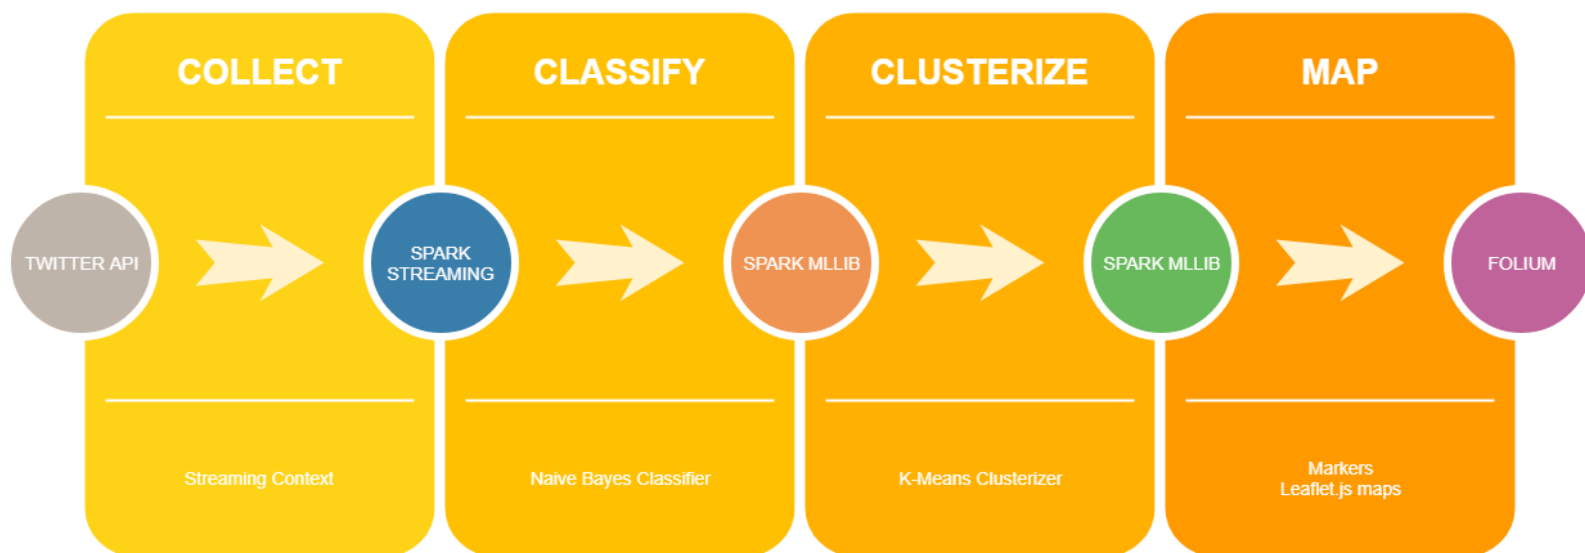 COLLECT
CLASSIFY
CLUSTERIZE
MAP
TWITTER API
SPARK
STREAMING
SPARK MLLIB
SPARK MLLIB
FOLIUM
Streaming Context
Naive Bayes Classifier
K-Means Clusterizer
Markers
Leaflet.js maps